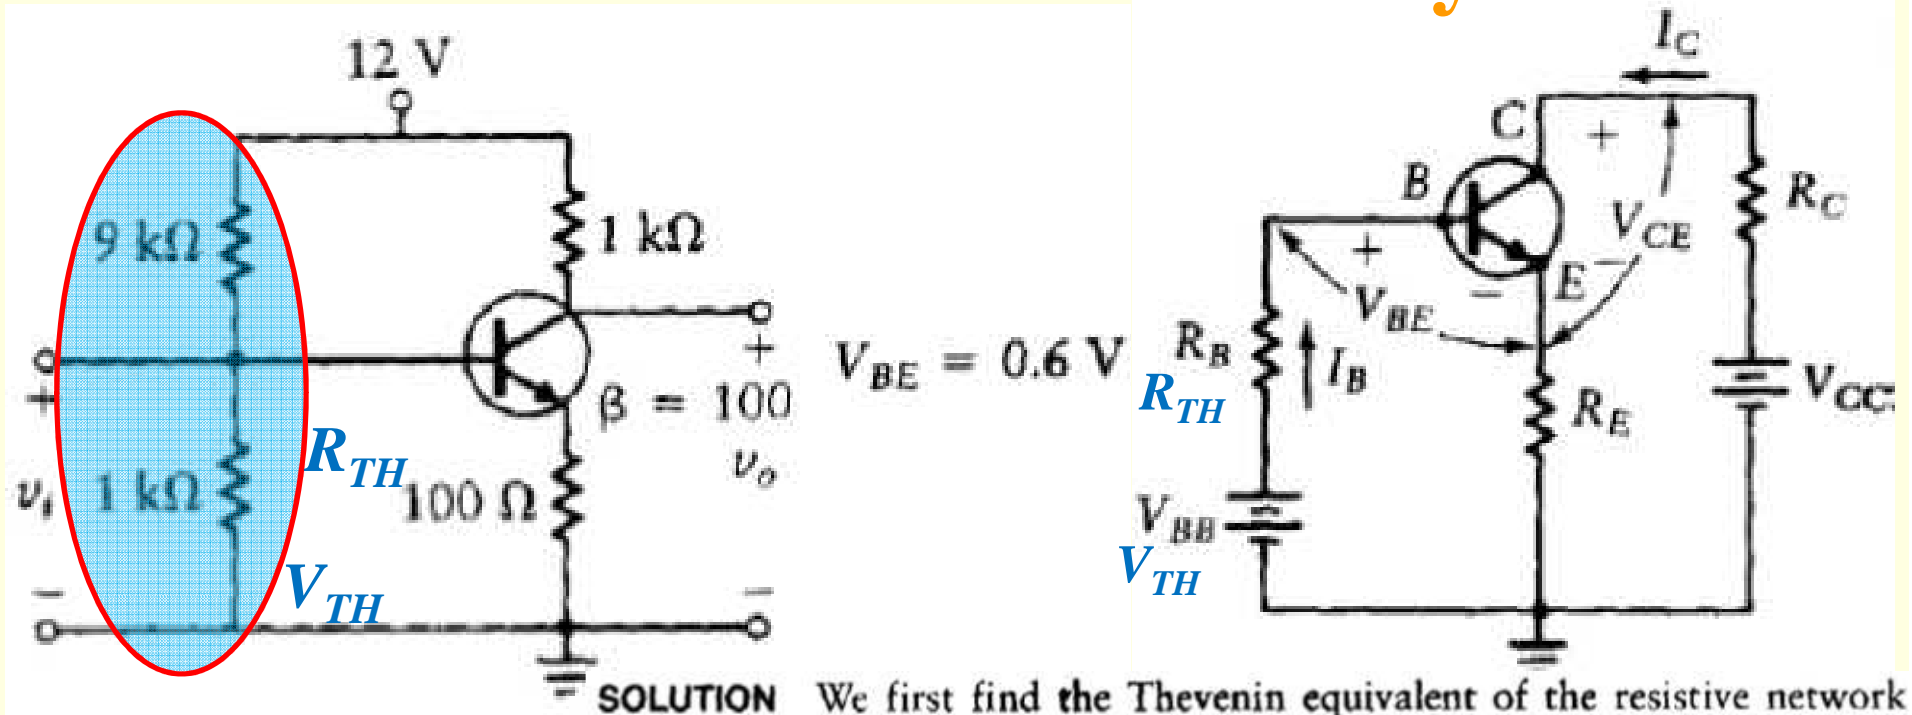 y
12 V
9 kΩ
1 kΩ
β = 100
1 kΩ
100 Ω
R_TH
V_TH
v_i
v_o
+
−
+
−
V_BE = 0.6 V
I_C
C
+
B
R_C
V_CE
+
E −
−
V_BE
R_B
I_B
R_TH
R_E
V_CC
V_BB
V_TH
SOLUTION We first find the Thevenin equivalent of the resistive network